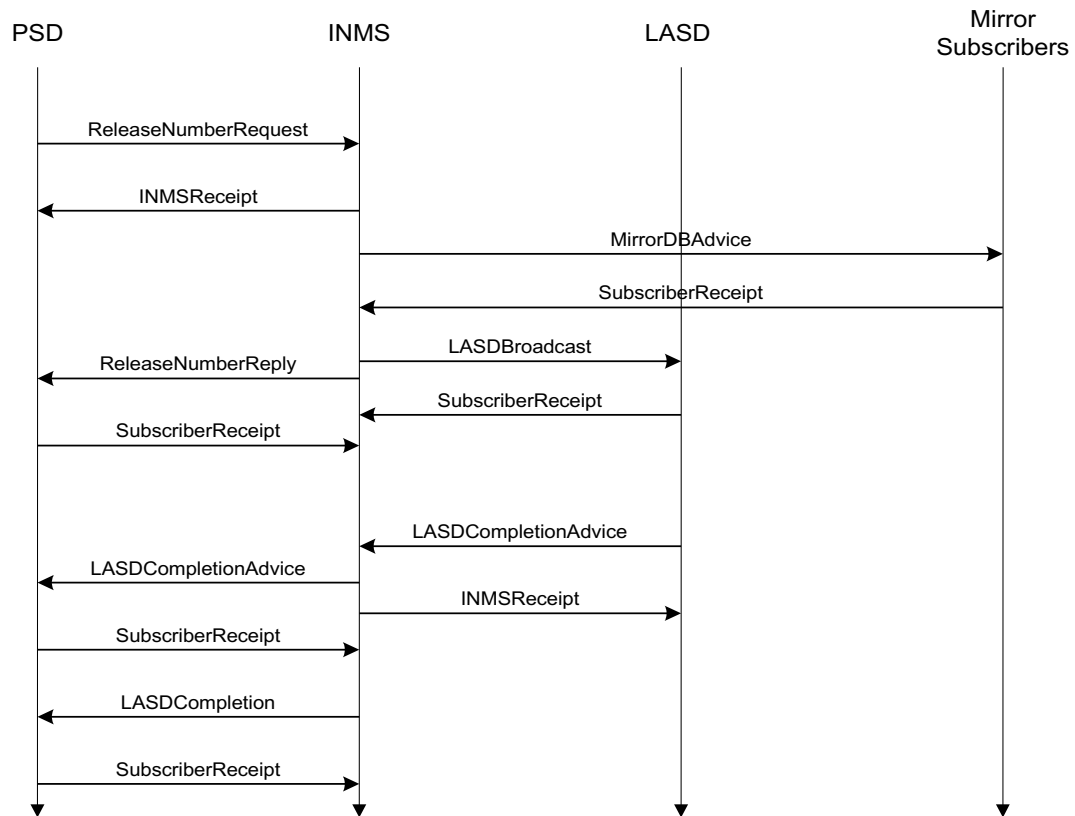 PSD
INMS
LASD
Mirror
Subscribers
ReleaseNumberRequest
INMSReceipt
MirrorDBAdvice
SubscriberReceipt
LASDBroadcast
ReleaseNumberReply
SubscriberReceipt
SubscriberReceipt
LASDCompletionAdvice
LASDCompletionAdvice
INMSReceipt
SubscriberReceipt
LASDCompletion
SubscriberReceipt